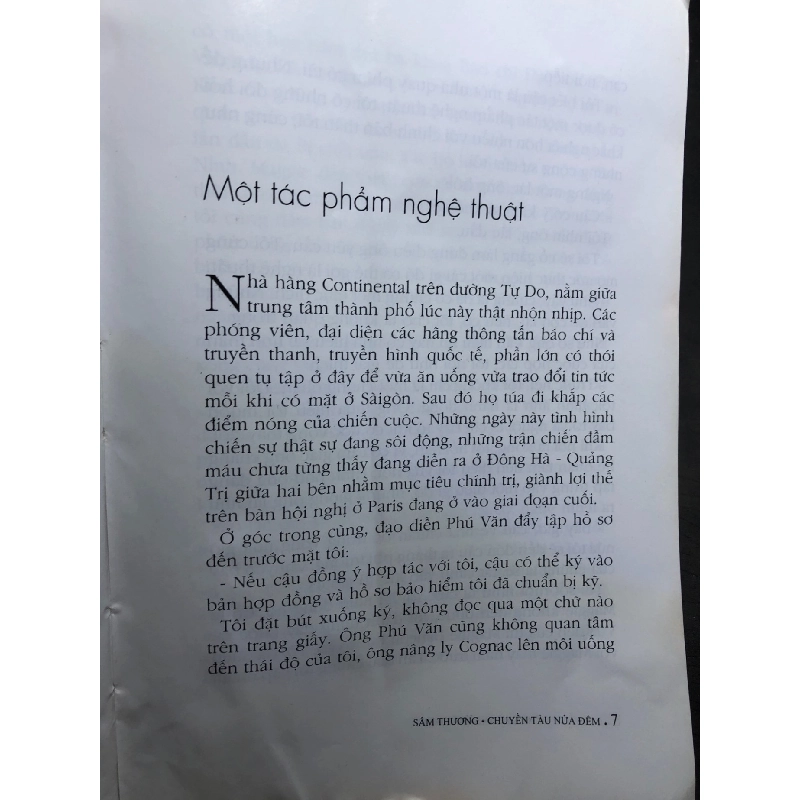 Một tác phẩm nghệ thuật
Nhà hàng Continental trên đường Tự Do, nằm giữa
trung tâm thành phố lúc này thật nhộn nhịp. Các
phóng viên, đại diện các hãng thông tấn báo chí và
truyền thanh, truyền hình quốc tế, phần lớn có thói
quen tụ tập ở đây để vừa ăn uống vừa trao đổi tin tức
mỗi khi có mặt ở Sàigòn. Sau đó họ túa đi khắp các
điểm nóng của chiến cuộc. Những ngày này tình hình
chiến sự thật sự đang sôi động, những trận chiến đẫm
máu chưa từng thấy đang diễn ra ở Đông Hà - Quảng
Trị giữa hai bên nhằm mục tiêu chính trị, giành lợi thế
trên bàn hội nghị ở Paris đang ở vào giai đoạn cuối.
Ở góc trong cùng, đạo diễn Phú Văn đẩy tập hồ sơ
đến trước mặt tôi:
- Nếu cậu đồng ý hợp tác với tôi, cậu có thể ký vào
bản hợp đồng và hồ sơ bảo hiểm tôi đã chuẩn bị kỹ.
Tôi đặt bút xuống ký, không đọc qua một chữ nào
trên trang giấy. Ông Phú Văn cũng không quan tâm
đến thái độ của tôi, ông nâng ly Cognac lên môi uống
SÂM THƯƠNG • CHUYẾN TÀU NỬA ĐÊM . 7